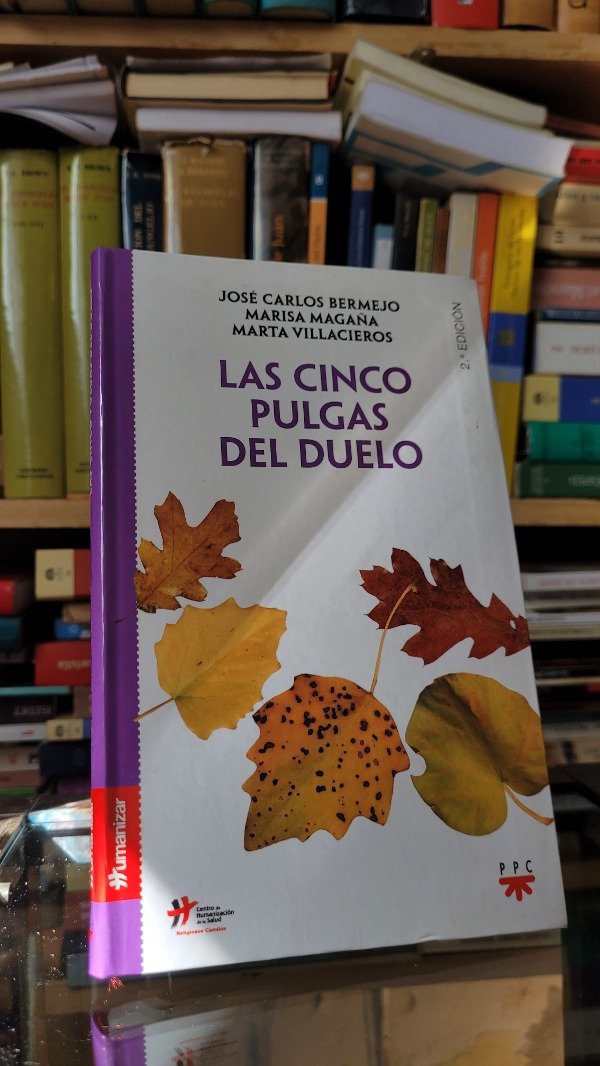 JOSÉ CARLOS BERMEJO
MARISA MAGAÑA
MARTA VILLACIEROS
2.ª EDICIÓN
LAS CINCO
PULGAS
DEL DUELO
Humanizar
Centro de
Humanización
de la Salud
Religiosos Camilos
PPC